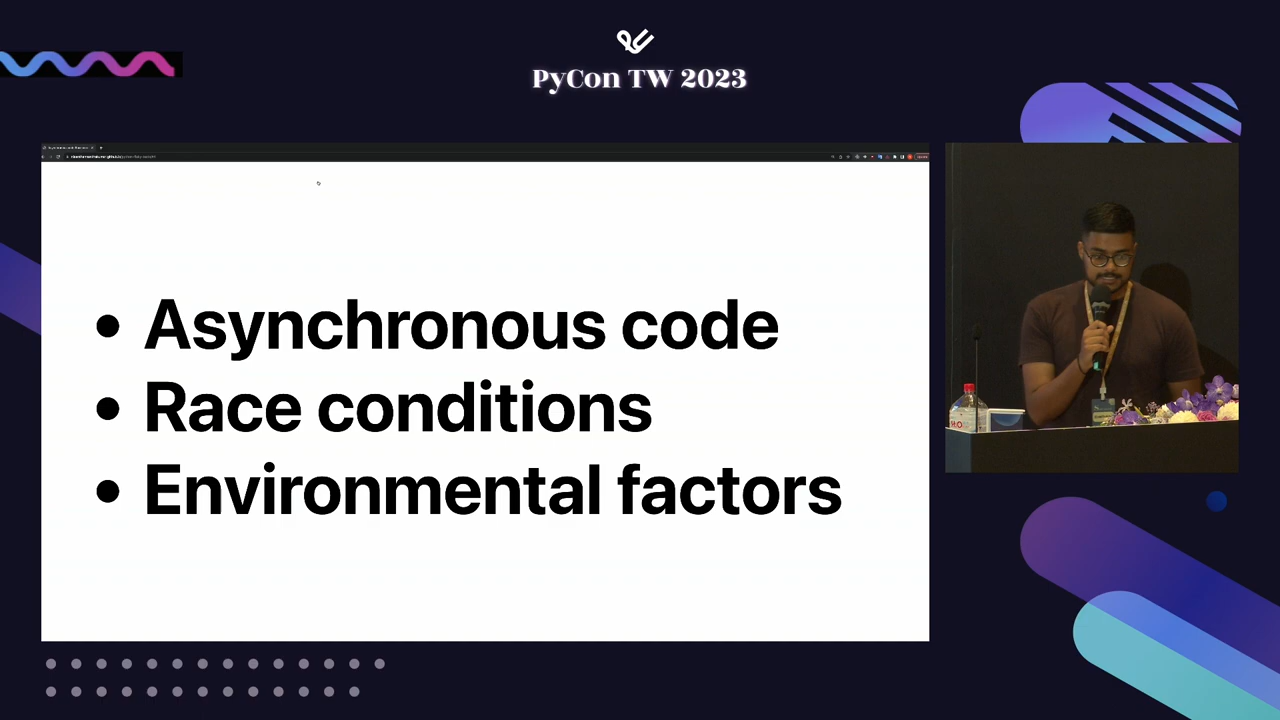 PyCon TW 2023
• Asynchronous code
• Race conditions
• Environmental factors